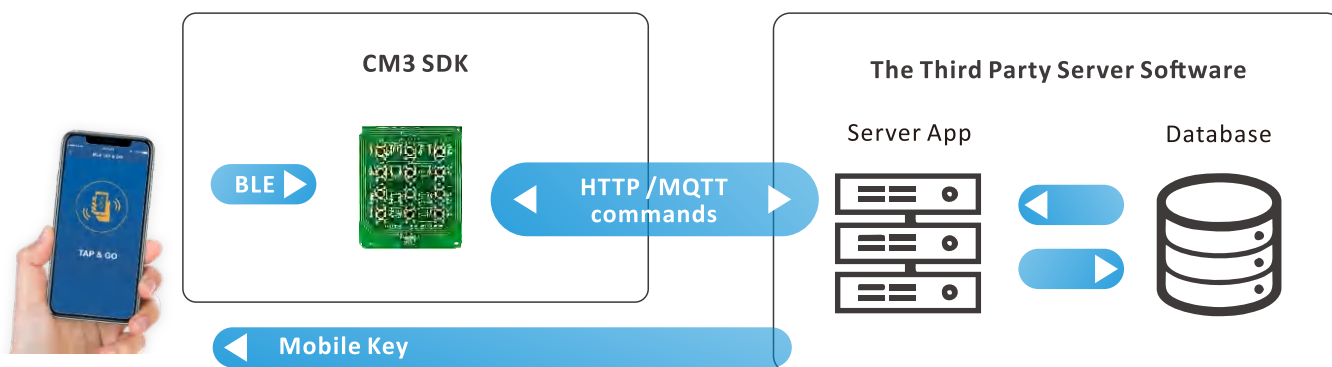 CM3 SDK
The Third Party Server Software
Server App
Database
BLE
HTTP /MQTT
commands
TAP & GO
Mobile Key